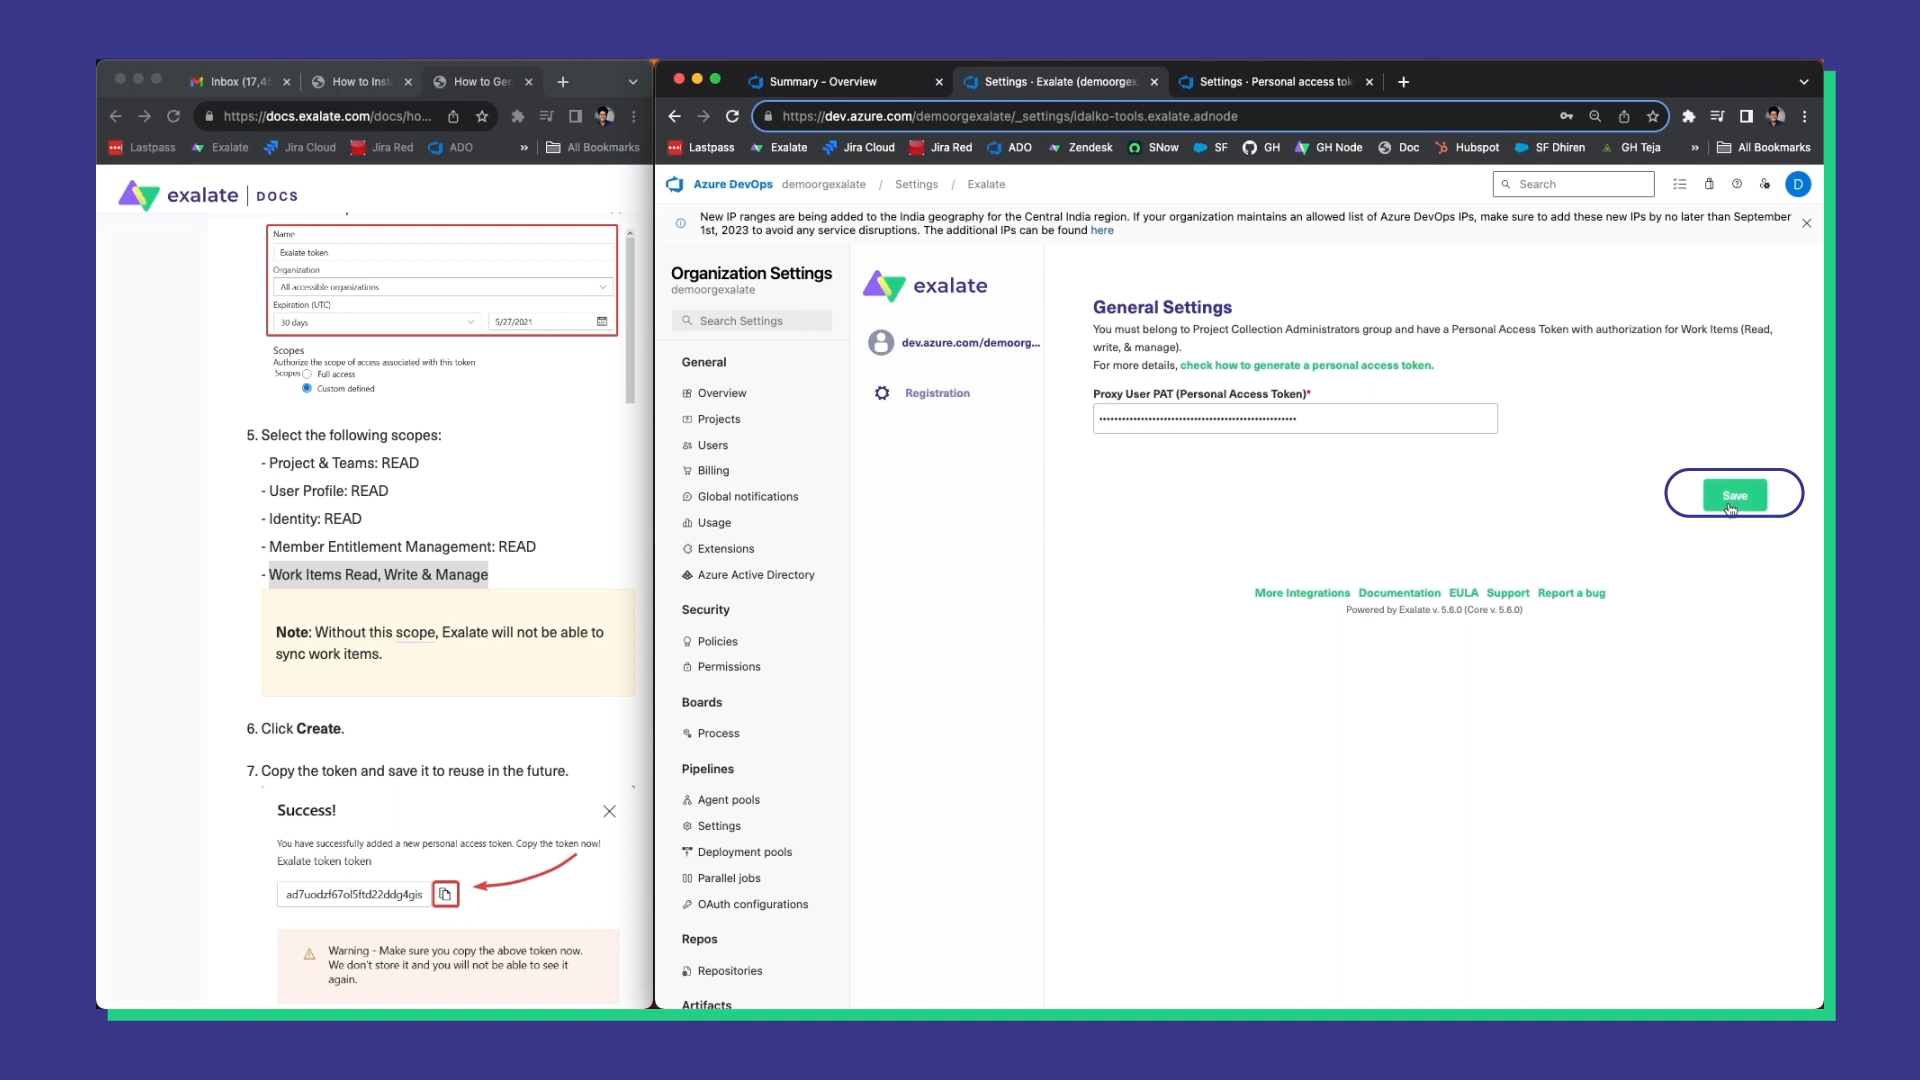 Inbox (17,4
How to Inst
How to Gen
https://docs.exalate.com/docs/ho...
Lastpass
Exalate
Jira Cloud
Jira Red
ADO
»
All Bookmarks
exalate | DOCS
Name
Exalate token
Organization
All accessible organizations
Expiration (UTC)
30 days
5/27/2021
Scopes
Authorize the scope of access associated with this token
Scopes
Full access
Custom defined
5. Select the following scopes:
- Project & Teams: READ
- User Profile: READ
- Identity: READ
- Member Entitlement Management: READ
- Work Items Read, Write & Manage
Note: Without this scope, Exalate will not be able to
sync work items.
6. Click Create.
7. Copy the token and save it to reuse in the future.
Success!
You have successfully added a new personal access token. Copy the token now!
Exalate token token
ad7uodzf67ol5ftd22ddg4gis
Warning - Make sure you copy the above token now.
We don't store it and you will not be able to see it
again.
Summary - Overview
Settings · Exalate (demoorgex
Settings · Personal access tok
https://dev.azure.com/demoorgexalate/_settings/idalko-tools.exalate.adnode
Lastpass
Exalate
Jira Cloud
Jira Red
ADO
Zendesk
SNow
SF
GH
GH Node
Doc
Hubspot
SF Dhiren
GH Teja
»
All Bookmarks
Azure DevOps demoorgexalate / Settings / Exalate
Search
D
New IP ranges are being added to the India geography for the Central India region. If your organization maintains an allowed list of Azure DevOps IPs, make sure to add these new IPs by no later than September
1st, 2023 to avoid any service disruptions. The additional IPs can be found here
Organization Settings
demoorgexalate
Search Settings
General
Overview
Projects
Users
Billing
Global notifications
Usage
Extensions
Azure Active Directory
Security
Policies
Permissions
Boards
Process
Pipelines
Agent pools
Settings
Deployment pools
Parallel jobs
OAuth configurations
Repos
Repositories
Artifacts
exalate
dev.azure.com/demoorg...
Registration
General Settings
You must belong to Project Collection Administrators group and have a Personal Access Token with authorization for Work Items (Read,
write, & manage).
For more details, check how to generate a personal access token.
Proxy User PAT (Personal Access Token)*
Save
More Integrations Documentation EULA Support Report a bug
Powered by Exalate v. 5.6.0 (Core v. 5.6.0)